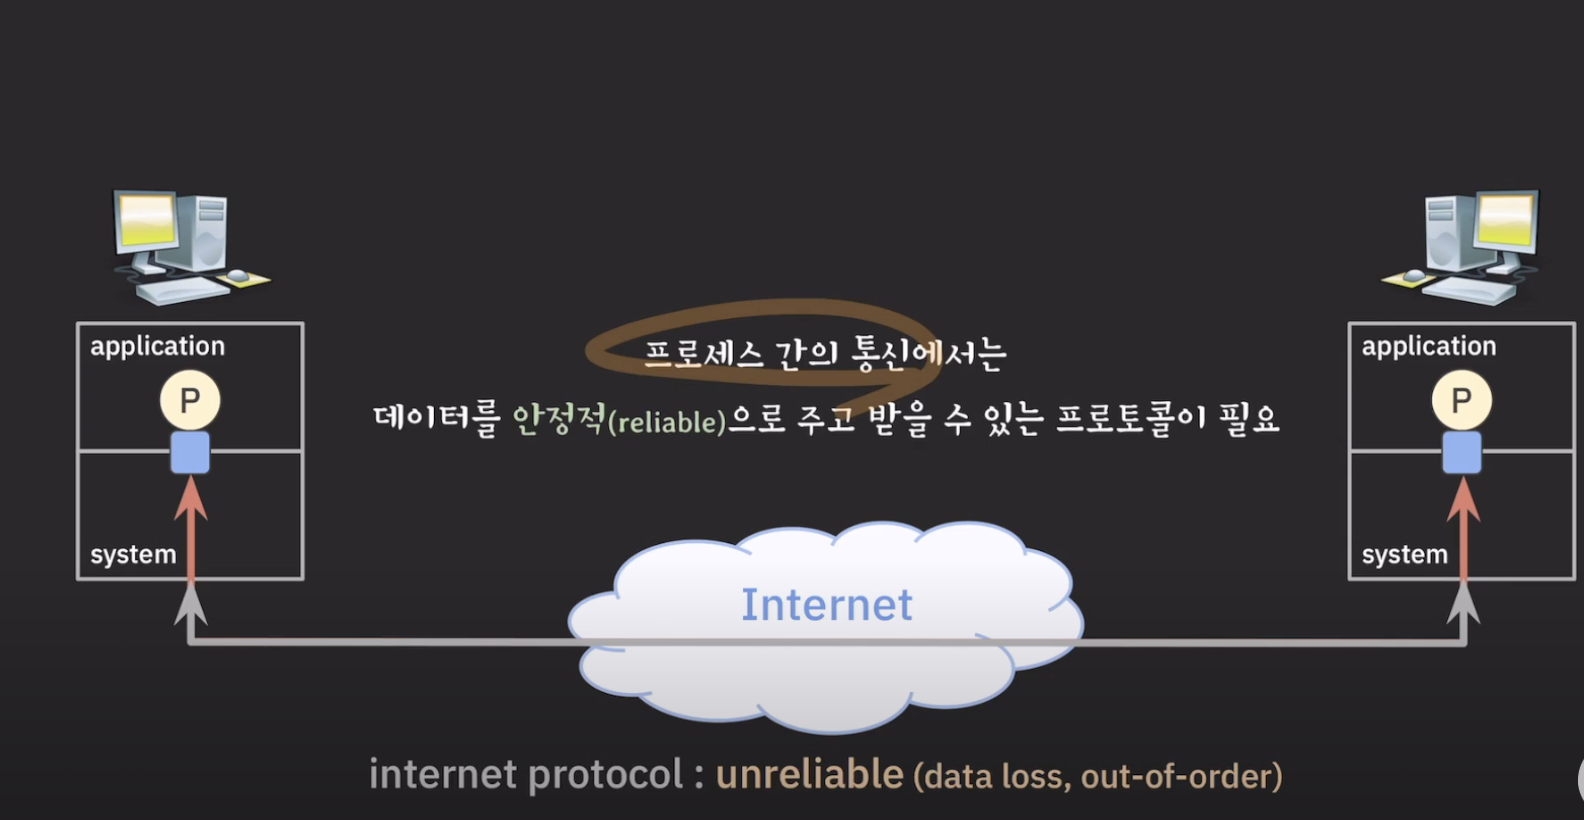 프로세스 간의 통신에서는
데이터를 안정적(reliable)으로 주고 받을 수 있는 프로토콜이 필요
application
P
system
application
P
system
Internet
internet protocol : unreliable (data loss, out-of-order)